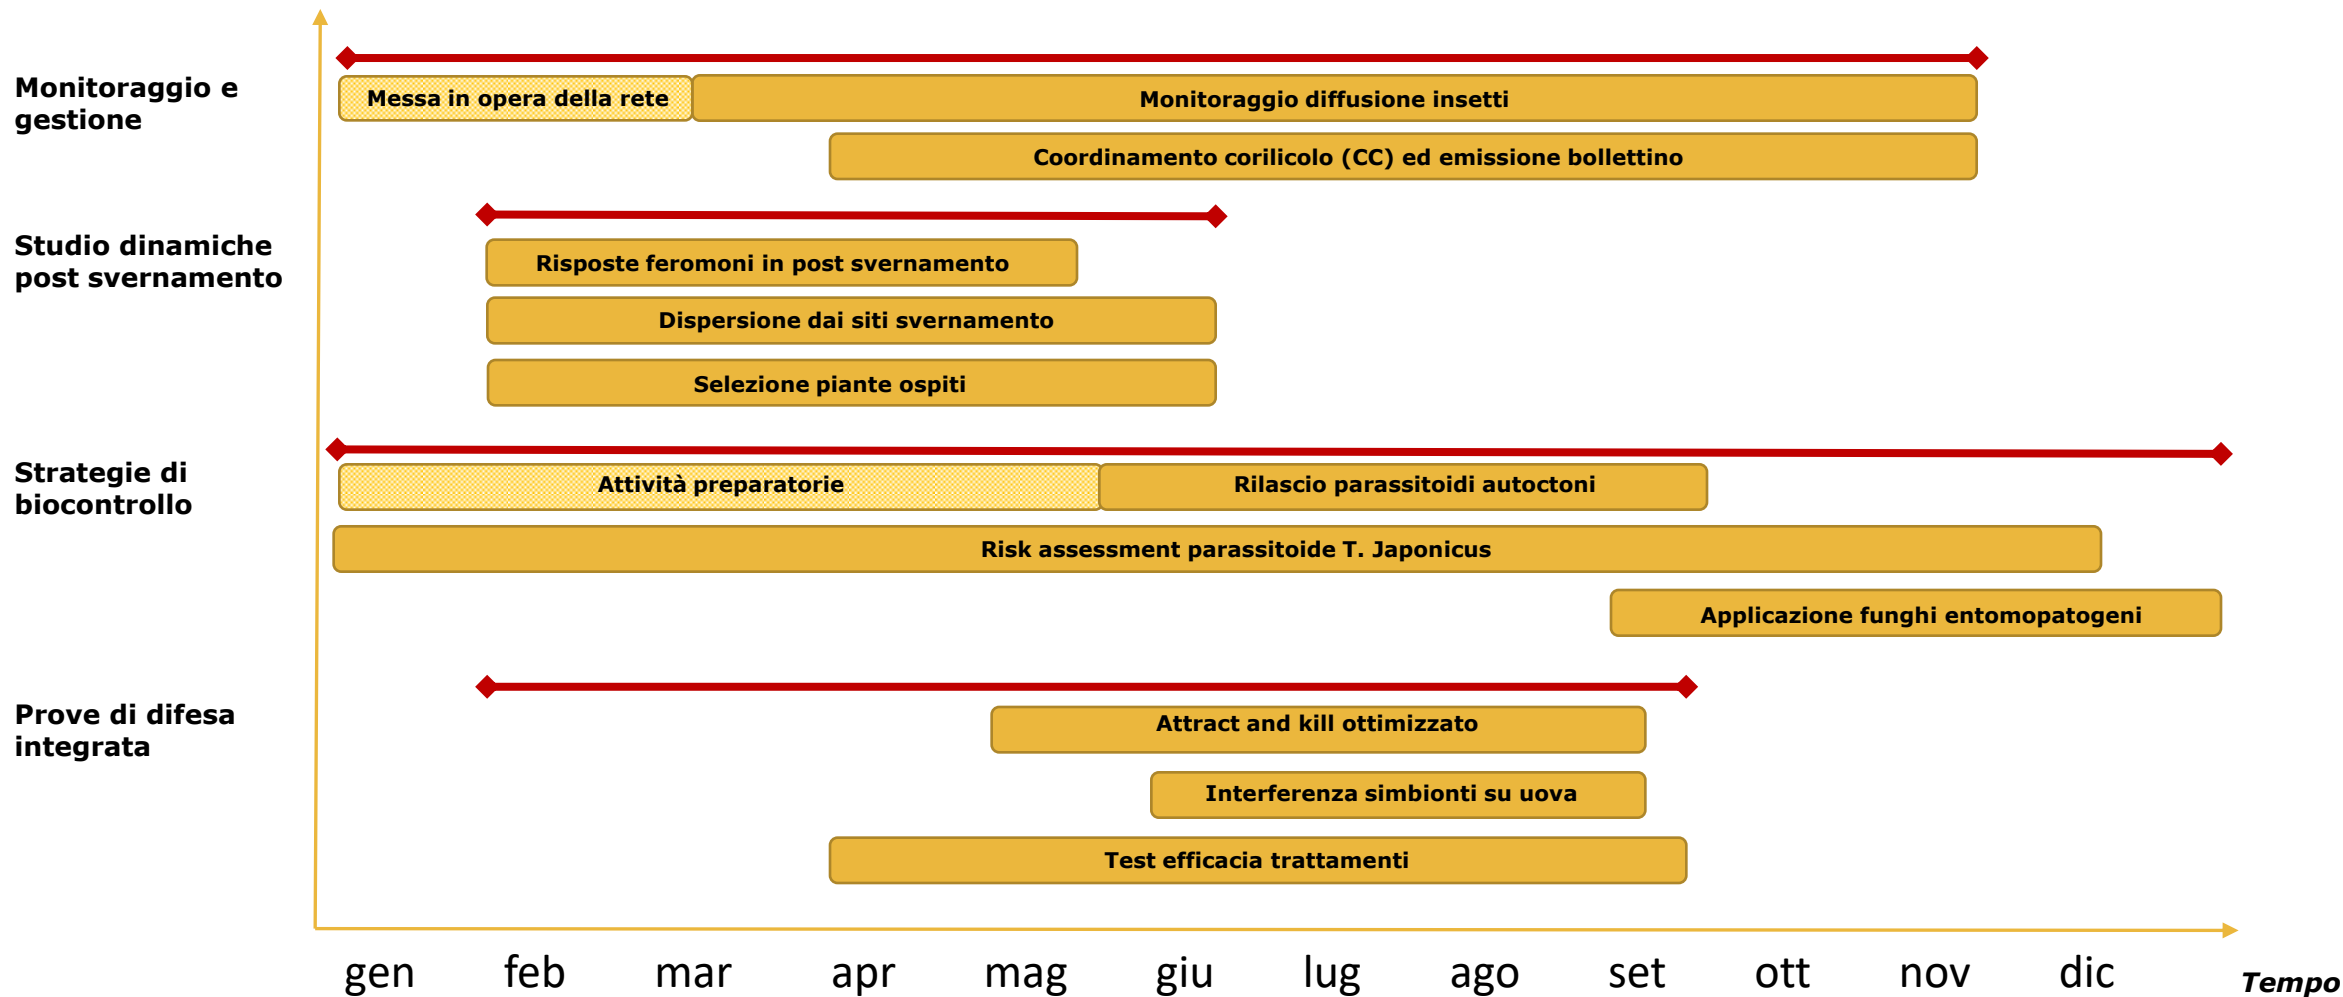 Monitoraggio e
gestione
Messa in opera della rete
Monitoraggio diffusione insetti
Coordinamento corilicolo (CC) ed emissione bollettino
Studio dinamiche
post svernamento
Risposte feromoni in post svernamento
Dispersione dai siti svernamento
Selezione piante ospiti
Strategie di
biocontrollo
Attività preparatorie
Rilascio parassitoidi autoctoni
Risk assessment parassitoide T. Japonicus
Applicazione funghi entomopatogeni
Prove di difesa
integrata
Attract and kill ottimizzato
Interferenza simbionti su uova
Test efficacia trattamenti
gen feb mar apr mag giu lug ago set ott nov dic Tempo